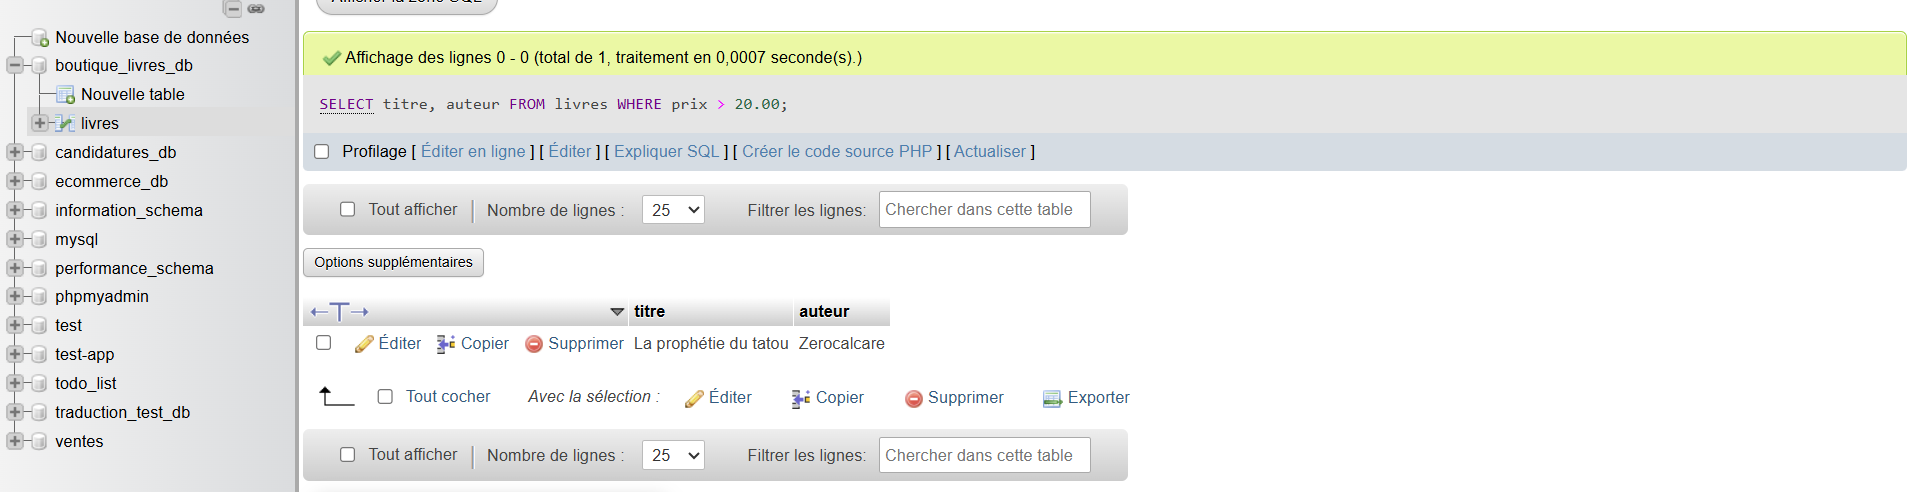 Afficher la zone SQL
Nouvelle base de données
boutique_livres_db
Nouvelle table
livres
candidatures_db
ecommerce_db
information_schema
mysql
performance_schema
phpmyadmin
test
test-app
todo_list
traduction_test_db
ventes
Affichage des lignes 0 - 0 (total de 1, traitement en 0,0007 seconde(s).)
SELECT titre, auteur FROM livres WHERE prix > 20.00;
Profilage [ Éditer en ligne ] [ Éditer ] [ Expliquer SQL ] [ Créer le code source PHP ] [ Actualiser ]
Tout afficher Nombre de lignes : 25 Filtrer les lignes: Chercher dans cette table
Options supplémentaires
titre auteur
Éditer Copier Supprimer La prophétie du tatou Zerocalcare
Tout cocher Avec la sélection : Éditer Copier Supprimer Exporter
Tout afficher Nombre de lignes : 25 Filtrer les lignes: Chercher dans cette table